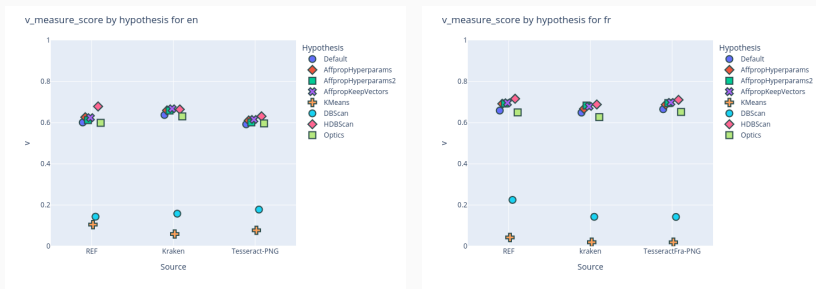 v_measure_score by hypothesis for en
1
0.8
0.6
0.4
0.2
0
v
REF
Kraken
Tesseract-PNG
Source
Hypothesis
Default
AffpropHyperparams
AffpropHyperparams2
AffpropKeepVectors
KMeans
DBScan
HDBScan
Optics
v_measure_score by hypothesis for fr
1
0.8
0.6
0.4
0.2
0
v
REF
kraken
TesseractFra-PNG
Source
Hypothesis
Default
AffpropHyperparams
AffpropHyperparams2
AffpropKeepVectors
KMeans
DBScan
HDBScan
Optics